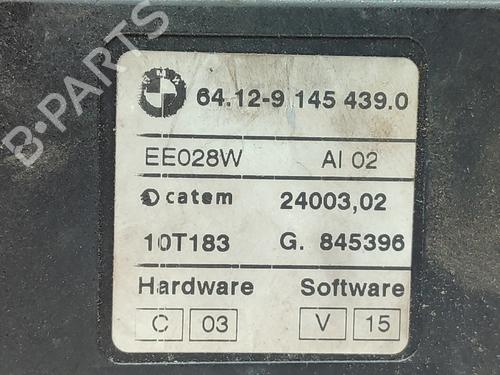 BMW 64.12-9 145 439.0
EE028W AI 02
catem 24003,02
10T183 G. 845396
Hardware Software
C 03 V 15
B-PARTS